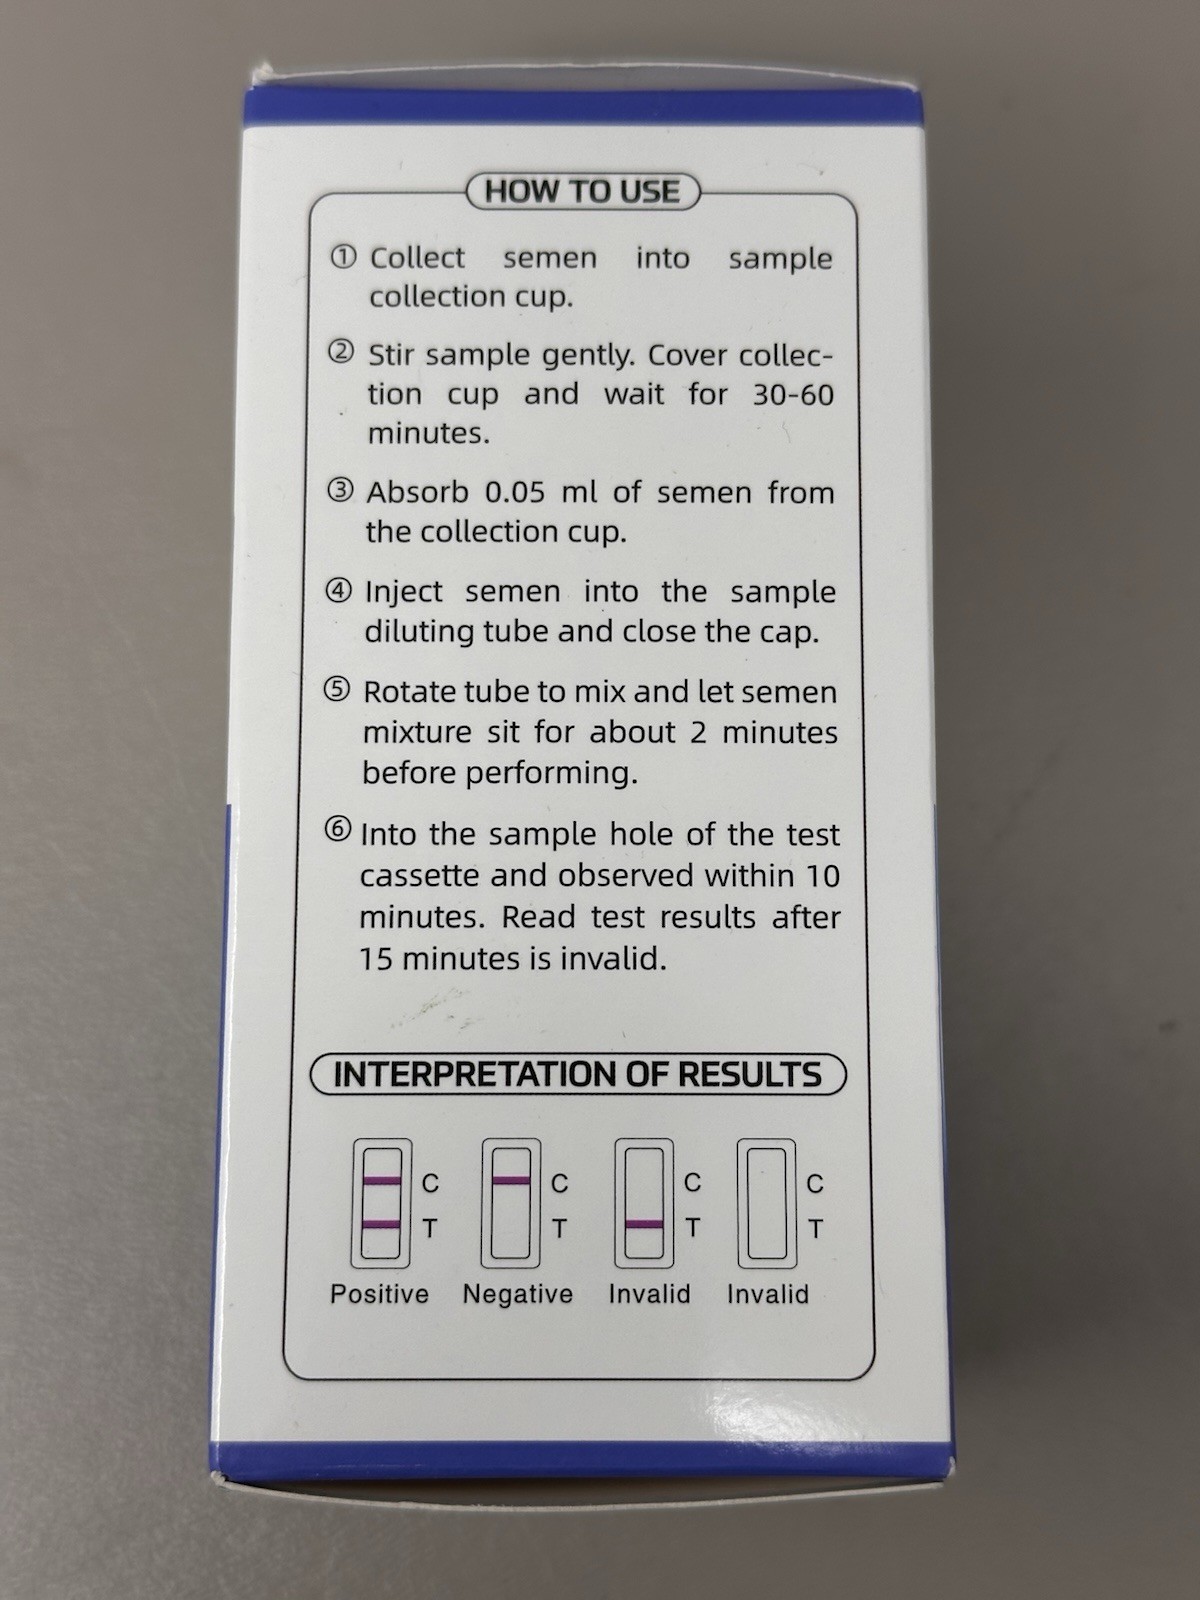 HOW TO USE
① Collect semen into sample
collection cup.
② Stir sample gently. Cover collec-
tion cup and wait for 30-60
minutes.
③ Absorb 0.05 ml of semen from
the collection cup.
④ Inject semen into the sample
diluting tube and close the cap.
⑤ Rotate tube to mix and let semen
mixture sit for about 2 minutes
before performing.
⑥ Into the sample hole of the test
cassette and observed within 10
minutes. Read test results after
15 minutes is invalid.
INTERPRETATION OF RESULTS
C C C C
T T T T
Positive Negative Invalid Invalid